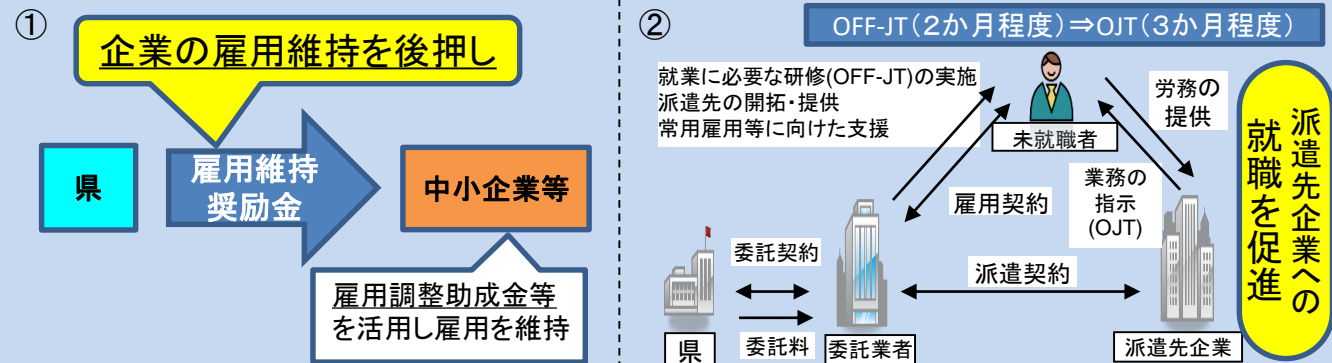 ①
企業の雇用維持を後押し
県
雇用維持
奨励金
中小企業等
雇用調整助成金等
を活用し雇用を維持
②
OFF-JT(2か月程度)⇒OJT(3か月程度)
就業に必要な研修(OFF-JT)の実施
派遣先の開拓・提供
常用雇用等に向けた支援
未就職者
労務の
提供
雇用契約
業務の
指示
(OJT)
委託契約
派遣契約
県
委託料
委託業者
派遣先企業
派遣先企業への
就職を促進